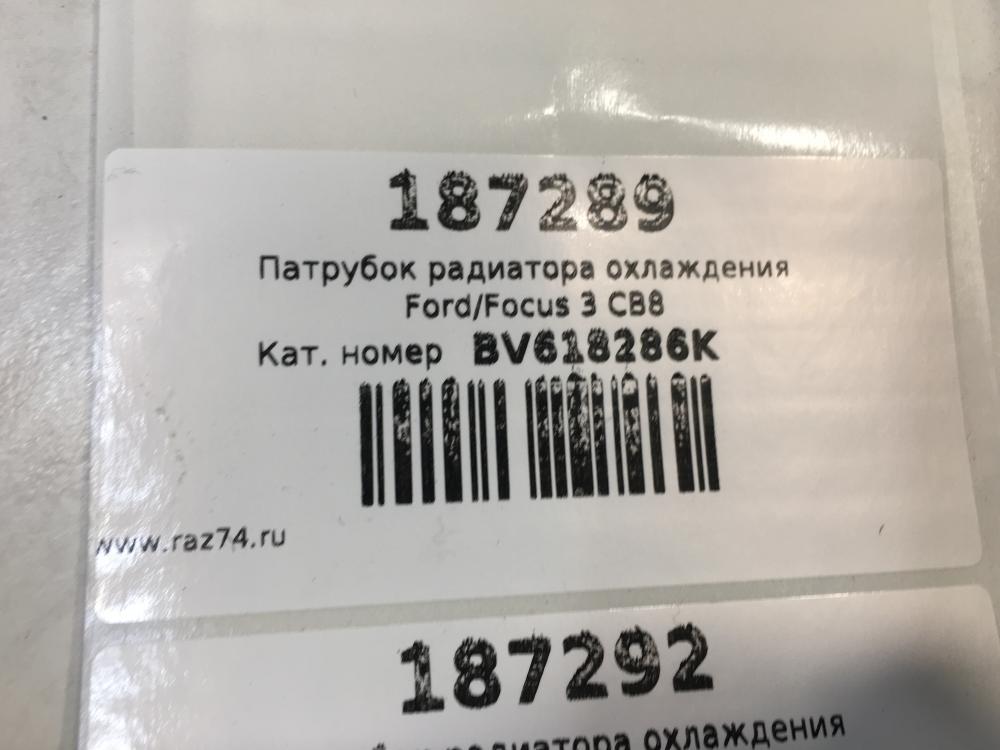 187289
Патрубок радиатора охлаждения
Ford/Focus 3 CB8
Кат. номер BV618286K
www.raz74.ru
187292
радиатора охлаждения